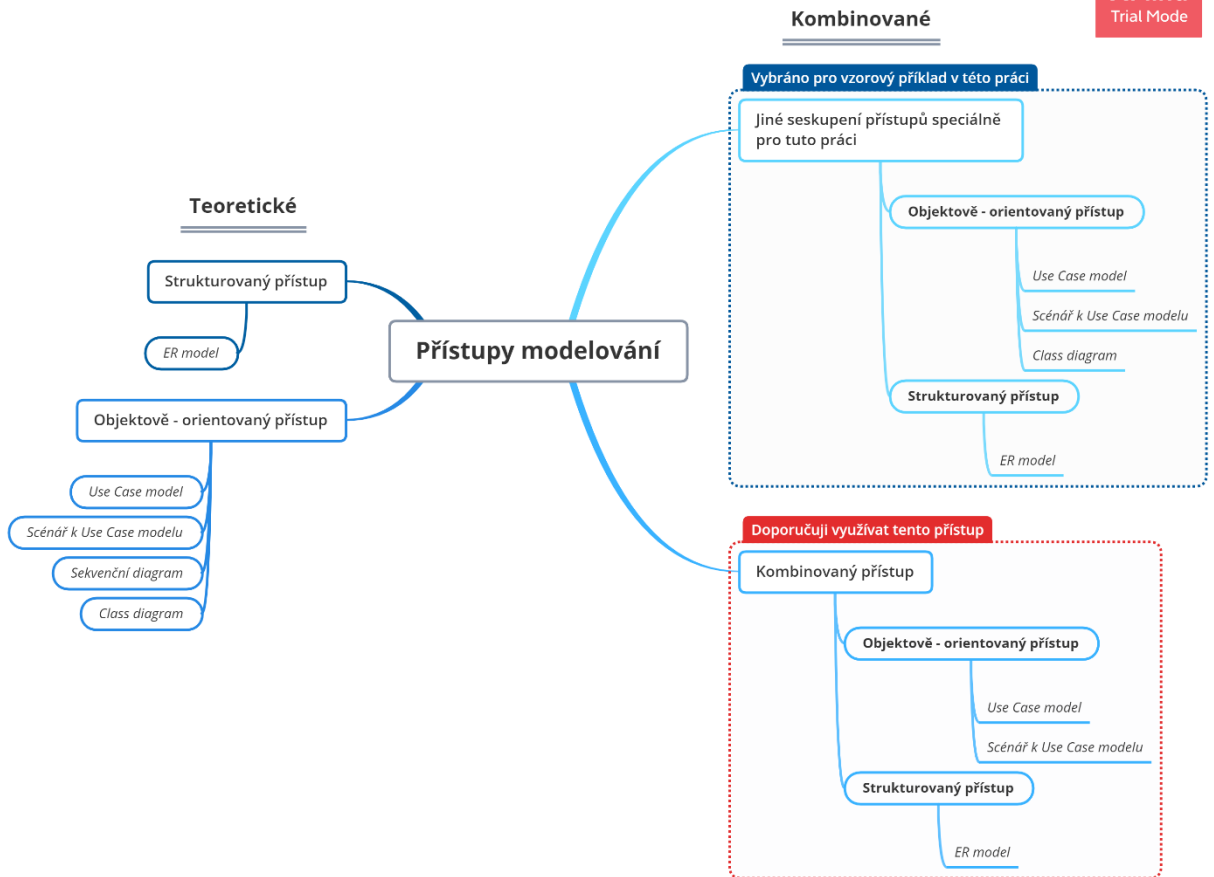 Trial Mode
Kombinované
Vybráno pro vzorový příklad v této práci
Jiné seskupení přístupů speciálně
pro tuto práci
Objektově - orientovaný přístup
Use Case model
Scénář k Use Case modelu
Class diagram
Strukturovaný přístup
ER model
Teoretické
Strukturovaný přístup
ER model
Objektově - orientovaný přístup
Use Case model
Scénář k Use Case modelu
Sekvenční diagram
Class diagram
Přístupy modelování
Doporučuji využívat tento přístup
Kombinovaný přístup
Objektově - orientovaný přístup
Use Case model
Scénář k Use Case modelu
Strukturovaný přístup
ER model